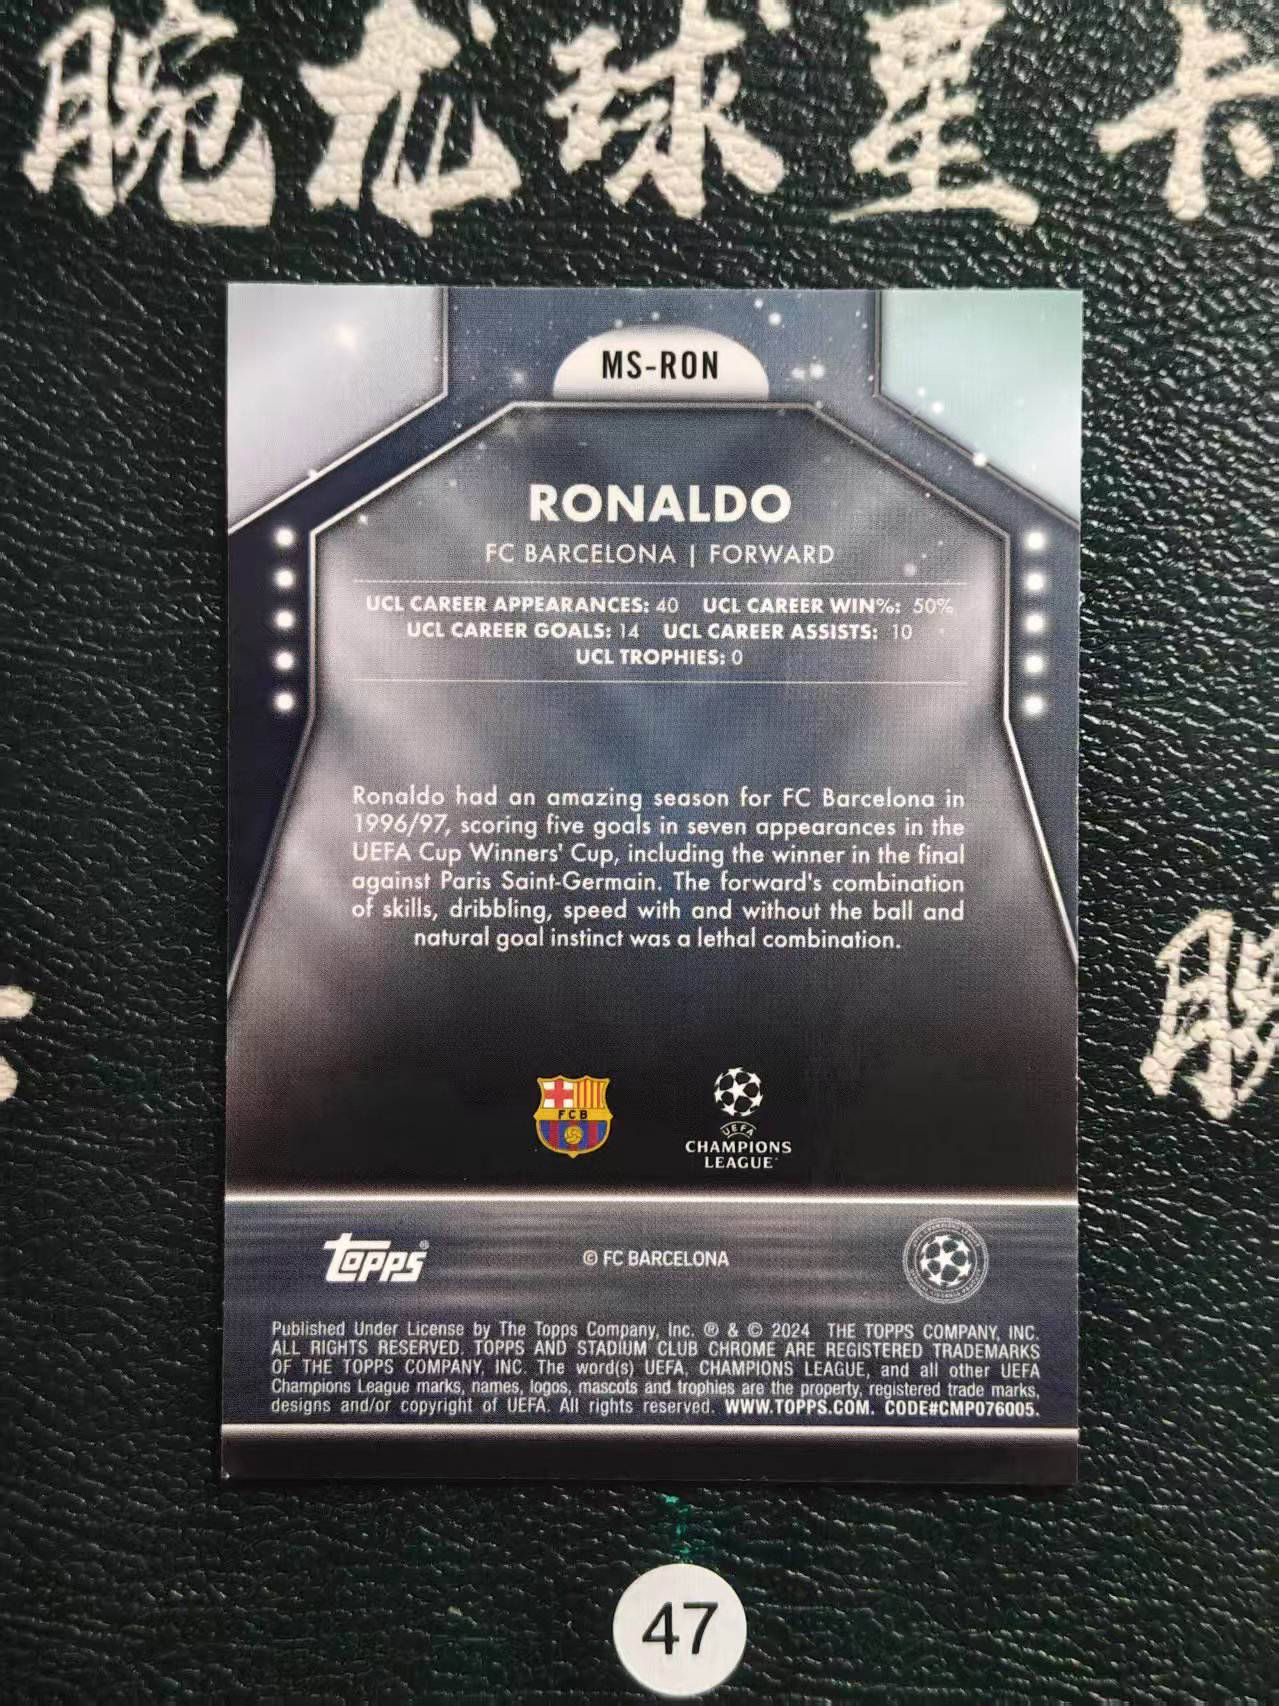 球星卡
MS-RON
RONALDO
FC BARCELONA | FORWARD
UCL CAREER APPEARANCES: 40 UCL CAREER WIN%: 50%
UCL CAREER GOALS: 14 UCL CAREER ASSISTS: 10
UCL TROPHIES: 0
Ronaldo had an amazing season for FC Barcelona in
1996/97, scoring five goals in seven appearances in the
UEFA Cup Winners' Cup, including the winner in the final
against Paris Saint-Germain. The forward's combination
of skills, dribbling, speed with and without the ball and
natural goal instinct was a lethal combination.
FCB
UEFA
CHAMPIONS
LEAGUE
Topps®
© FC BARCELONA
Published Under License by The Topps Company, Inc. ® & © 2024 THE TOPPS COMPANY, INC.
ALL RIGHTS RESERVED. TOPPS AND STADIUM CLUB CHROME ARE REGISTERED TRADEMARKS
OF THE TOPPS COMPANY, INC. The word(s) UEFA, CHAMPIONS LEAGUE, and all other UEFA
Champions League marks, names, logos, mascots and trophies are the property, registered trade marks,
designs and/or copyright of UEFA. All rights reserved. WWW.TOPPS.COM. CODE#CMP076005.
47